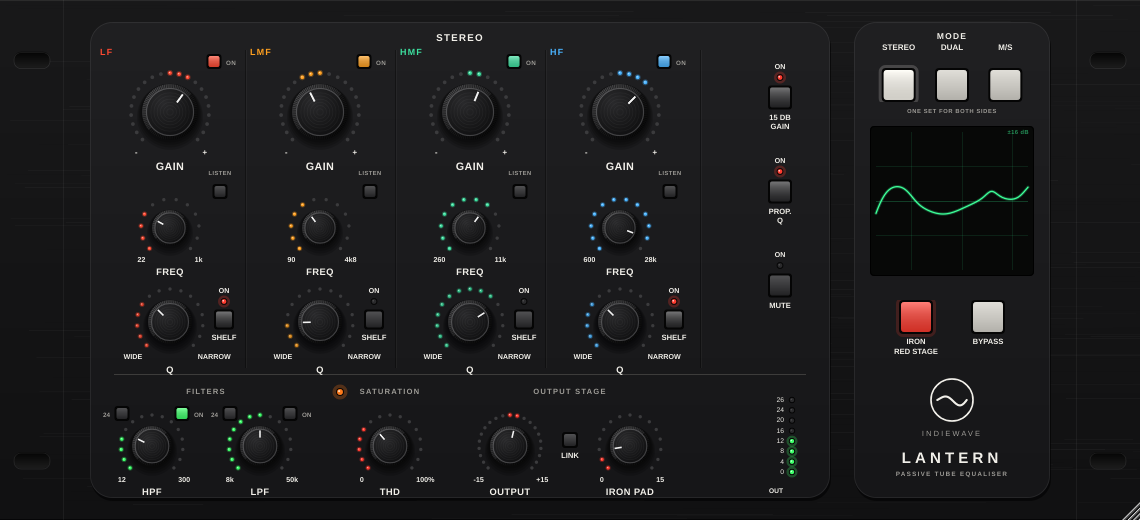 STEREO
LF
LMF
HMF
HF
ON
ON
ON
ON
- +
- +
- +
- +
GAIN
GAIN
GAIN
GAIN
LISTEN
LISTEN
LISTEN
LISTEN
22 1k
90 4k8
260 11k
600 28k
FREQ
FREQ
FREQ
FREQ
ON
ON
ON
ON
SHELF
SHELF
SHELF
SHELF
WIDE NARROW
WIDE NARROW
WIDE NARROW
WIDE NARROW
Q
Q
Q
Q
ON
15 DB
GAIN
ON
PROP.
Q
ON
MUTE
FILTERS
SATURATION
OUTPUT STAGE
24
ON
24
ON
12 300
8k 50k
0 100%
-15 +15
LINK
0 15
HPF
LPF
THD
OUTPUT
IRON PAD
26
24
20
16
12
8
4
0
OUT
MODE
STEREO DUAL M/S
ONE SET FOR BOTH SIDES
±16 dB
IRON
RED STAGE
BYPASS
INDIEWAVE
LANTERN
PASSIVE TUBE EQUALISER